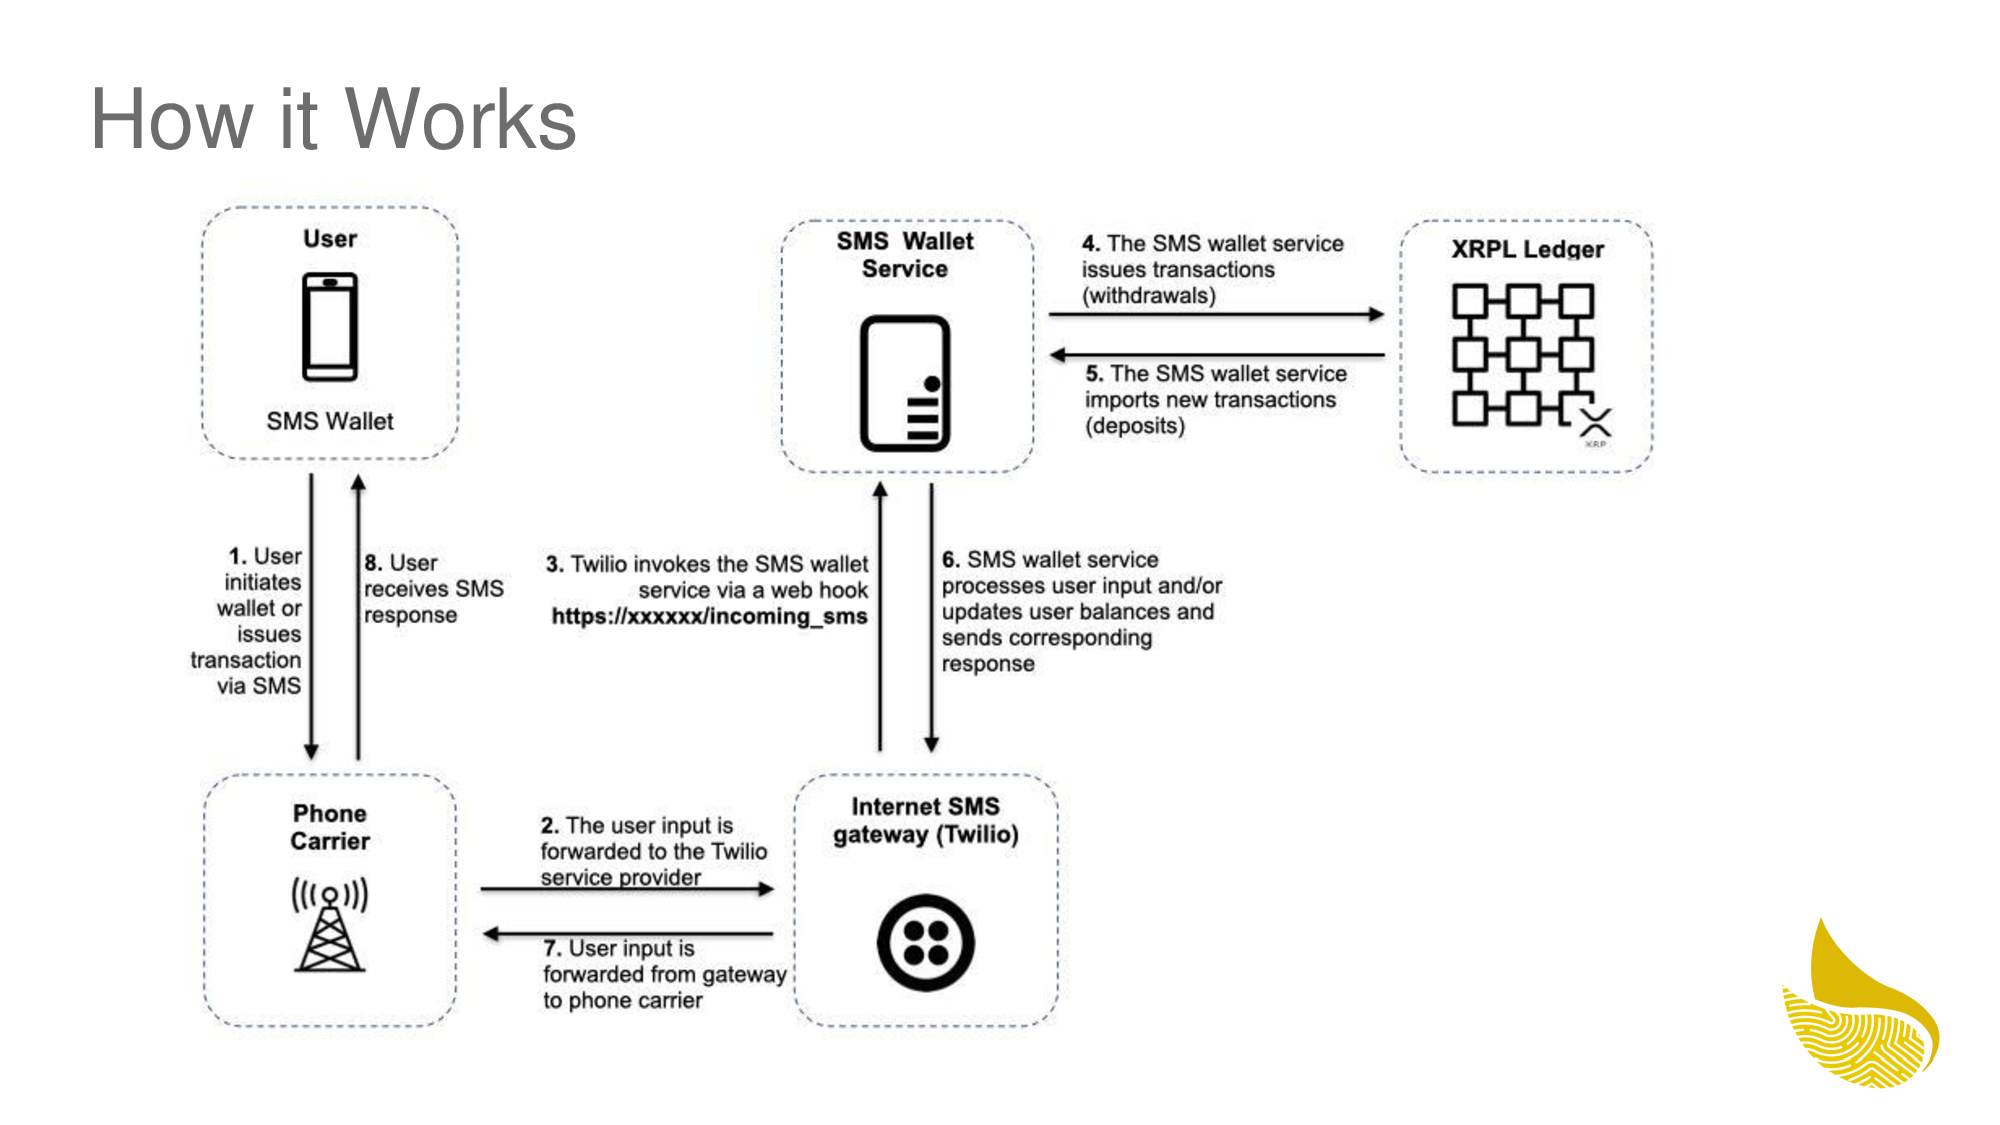 How it Works
User
SMS Wallet
SMS  Wallet
Service
4. The SMS wallet service
issues transactions
(withdrawals)
5. The SMS wallet service
imports new transactions
(deposits)
XRPL Ledger
XRP
1. User
initiates
wallet or
issues
transaction
via SMS
8. User
receives SMS
response
3. Twilio invokes the SMS wallet
service via a web hook
https://xxxxxx/incoming_sms
6. SMS wallet service
processes user input and/or
updates user balances and
sends corresponding
response
Phone
Carrier
2. The user input is
forwarded to the Twilio
service provider
7. User input is
forwarded from gateway
to phone carrier
Internet SMS
gateway (Twilio)